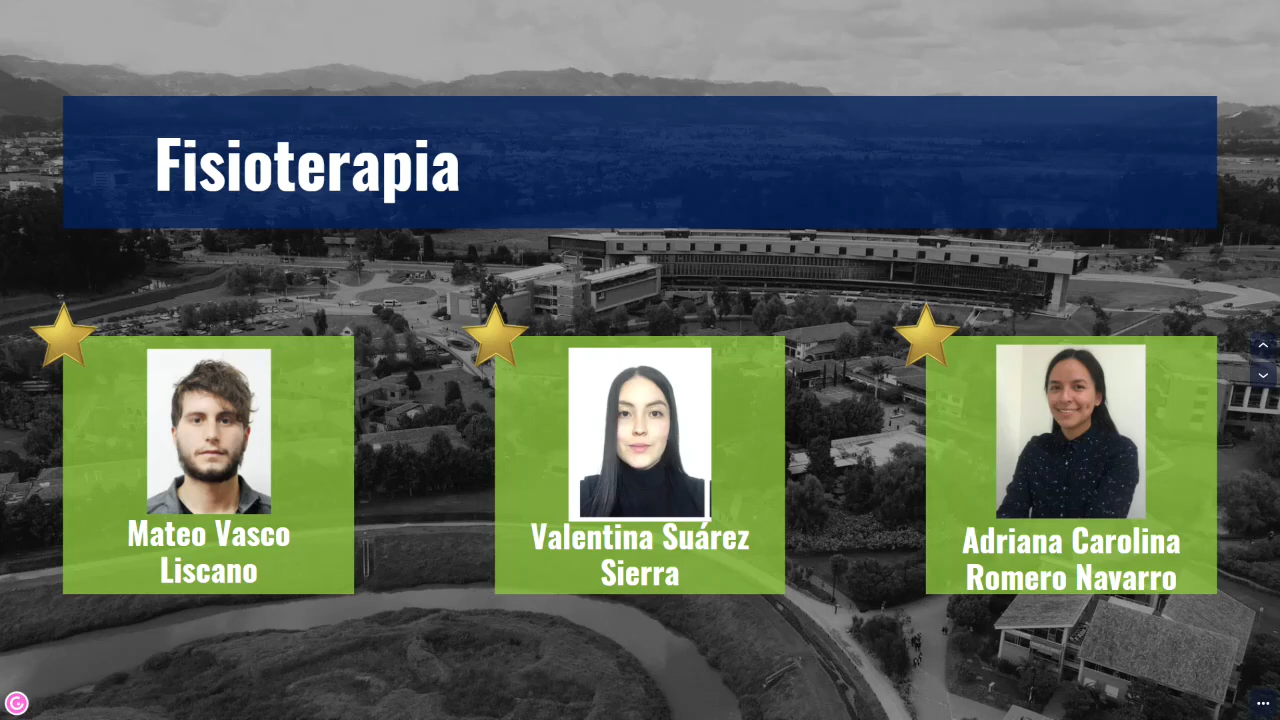 Fisioterapia
Mateo Vasco
Liscano
Valentina Suárez
Sierra
Adriana Carolina
Romero Navarro